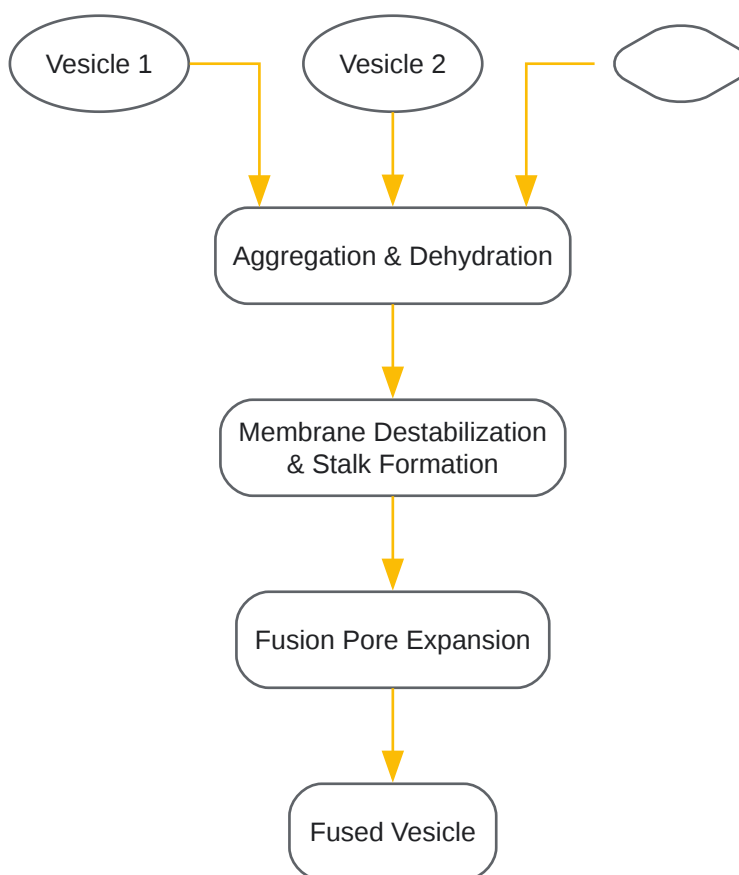 Vesicle 1
Vesicle 2
Aggregation & Dehydration
Membrane Destabilization
& Stalk Formation
Fusion Pore Expansion
Fused Vesicle